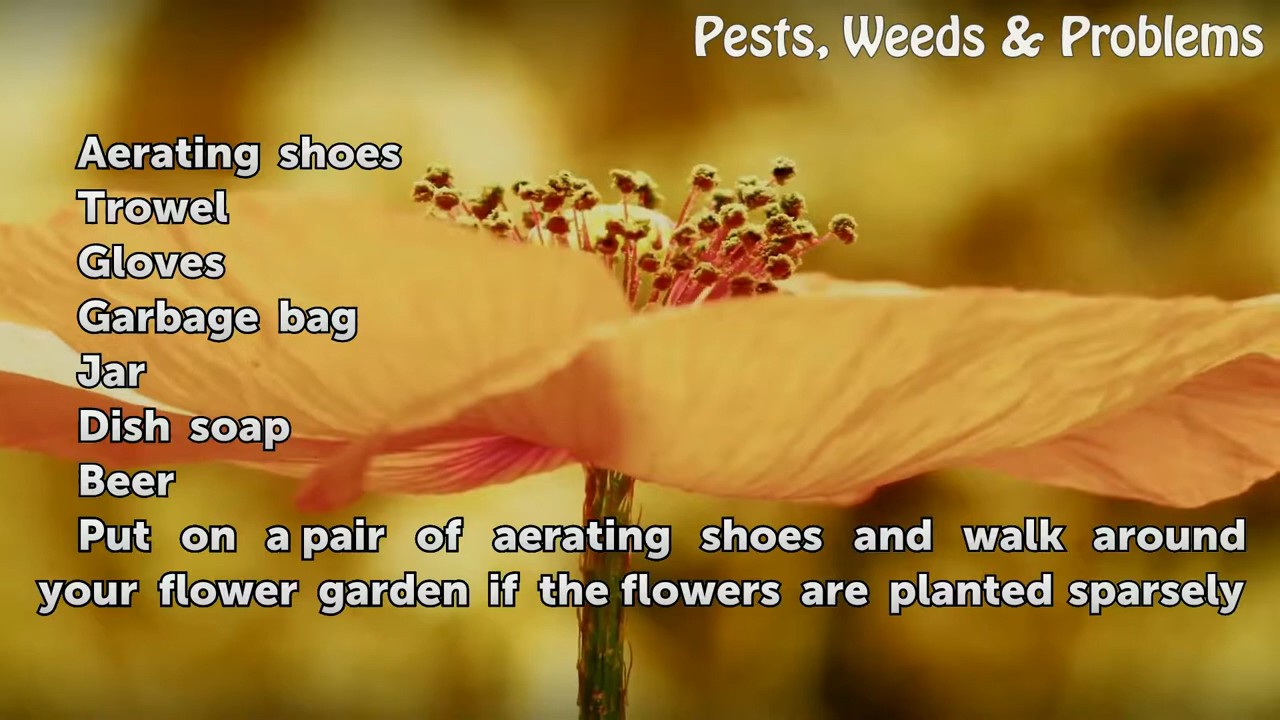 Pests, Weeds & Problems
Aerating shoes
Trowel
Gloves
Garbage bag
Jar
Dish soap
Beer
Put on a pair of aerating shoes and walk around
your flower garden if the flowers are planted sparsely